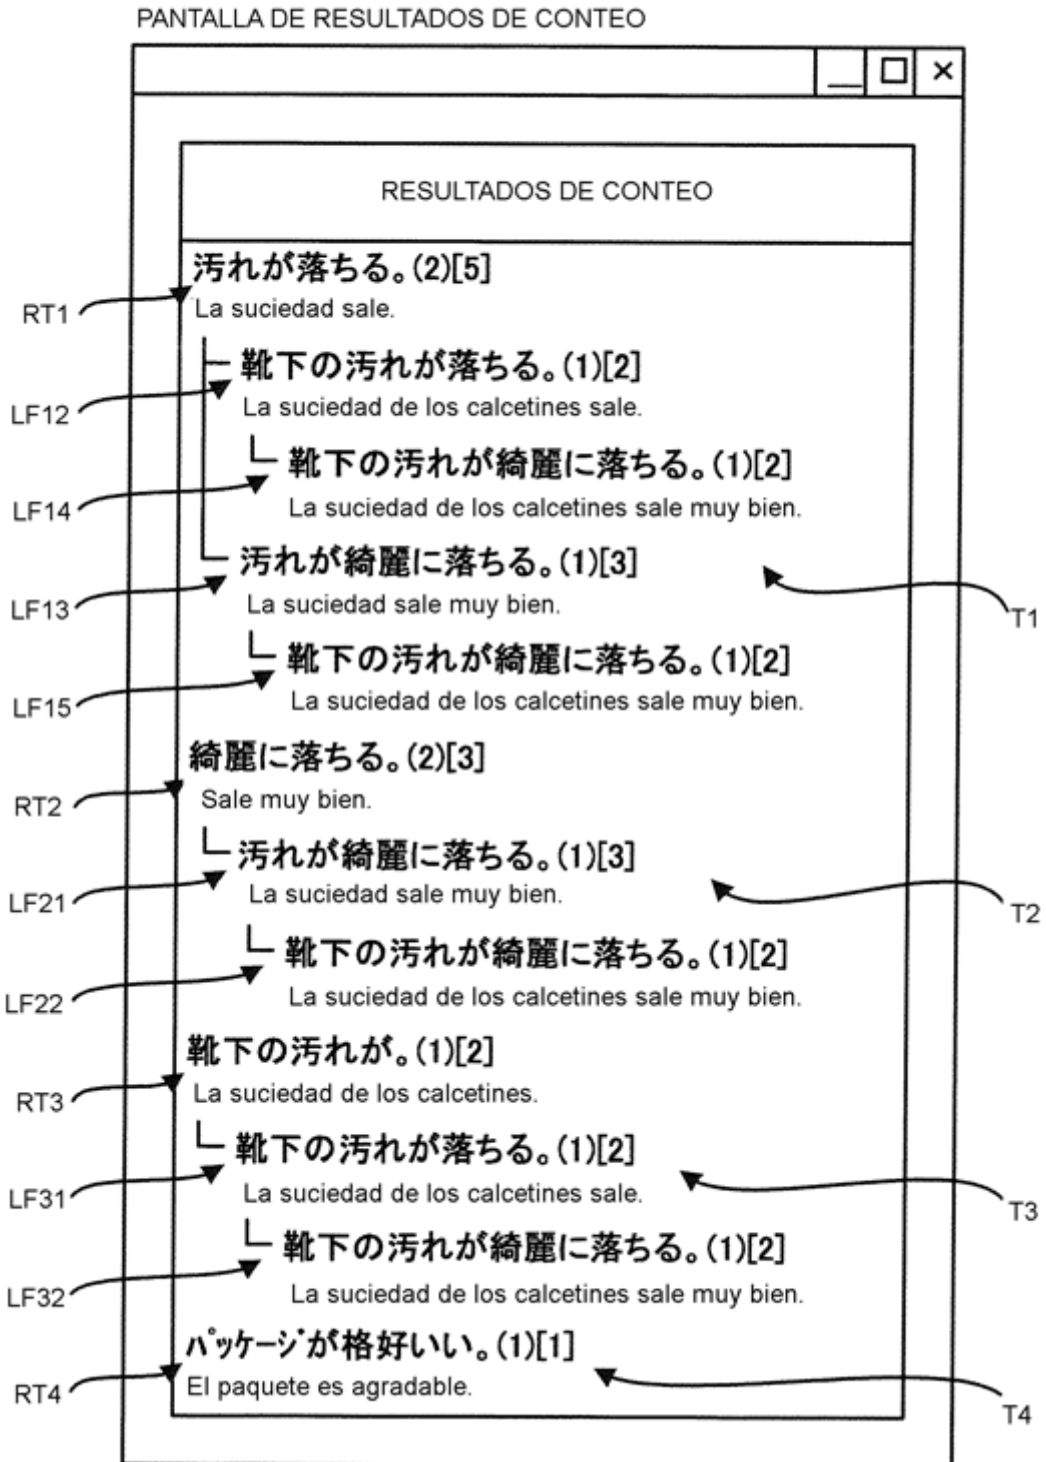 PANTALLA DE RESULTADOS DE CONTEO
RESULTADOS DE CONTEO
汚れが落ちる。(2)[5]
RT1
La suciedad sale.
靴下の汚れが落ちる。(1)[2]
LF12
La suciedad de los calcetines sale.
靴下の汚れが綺麗に落ちる。(1)[2]
LF14
La suciedad de los calcetines sale muy bien.
汚れが綺麗に落ちる。(1)[3]
LF13
La suciedad sale muy bien.
T1
靴下の汚れが綺麗に落ちる。(1)[2]
LF15
La suciedad de los calcetines sale muy bien.
綺麗に落ちる。(2)[3]
RT2
Sale muy bien.
汚れが綺麗に落ちる。(1)[3]
LF21
La suciedad sale muy bien.
T2
靴下の汚れが綺麗に落ちる。(1)[2]
LF22
La suciedad de los calcetines sale muy bien.
靴下の汚れが。(1)[2]
RT3
La suciedad de los calcetines.
靴下の汚れが落ちる。(1)[2]
LF31
La suciedad de los calcetines sale.
T3
靴下の汚れが綺麗に落ちる。(1)[2]
LF32
La suciedad de los calcetines sale muy bien.
ﾊﾟｯｹｰｼﾞが格好いい。(1)[1]
RT4
El paquete es agradable.
T4